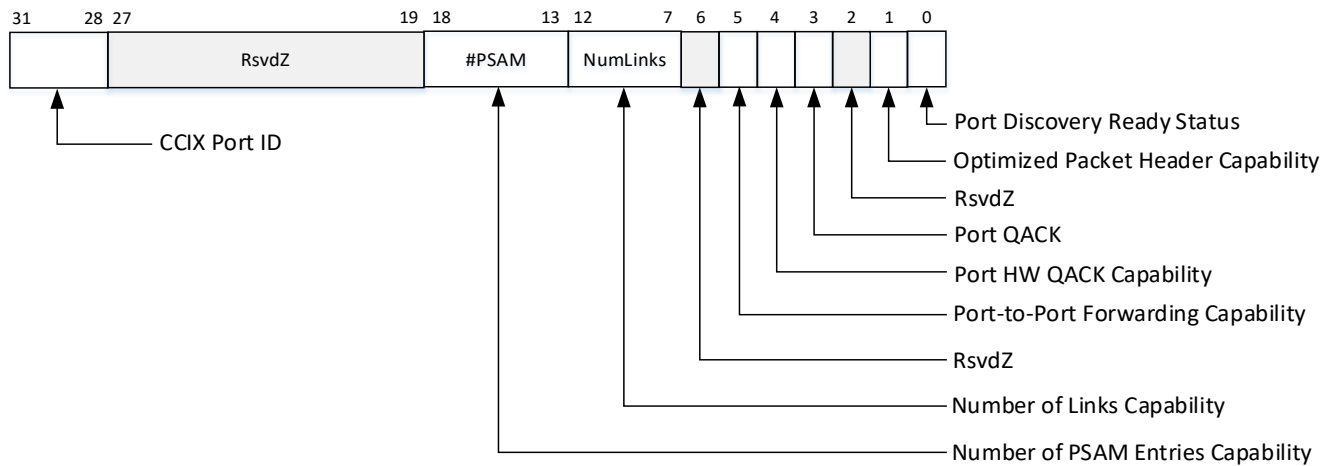 31 28 27 19 18 13 12 7 6 5 4 3 2 1 0
RsvdZ #PSAM NumLinks
Port Discovery Ready Status
CCIX Port ID
Optimized Packet Header Capability
RsvdZ
Port QACK
Port HW QACK Capability
Port-to-Port Forwarding Capability
RsvdZ
Number of Links Capability
Number of PSAM Entries Capability